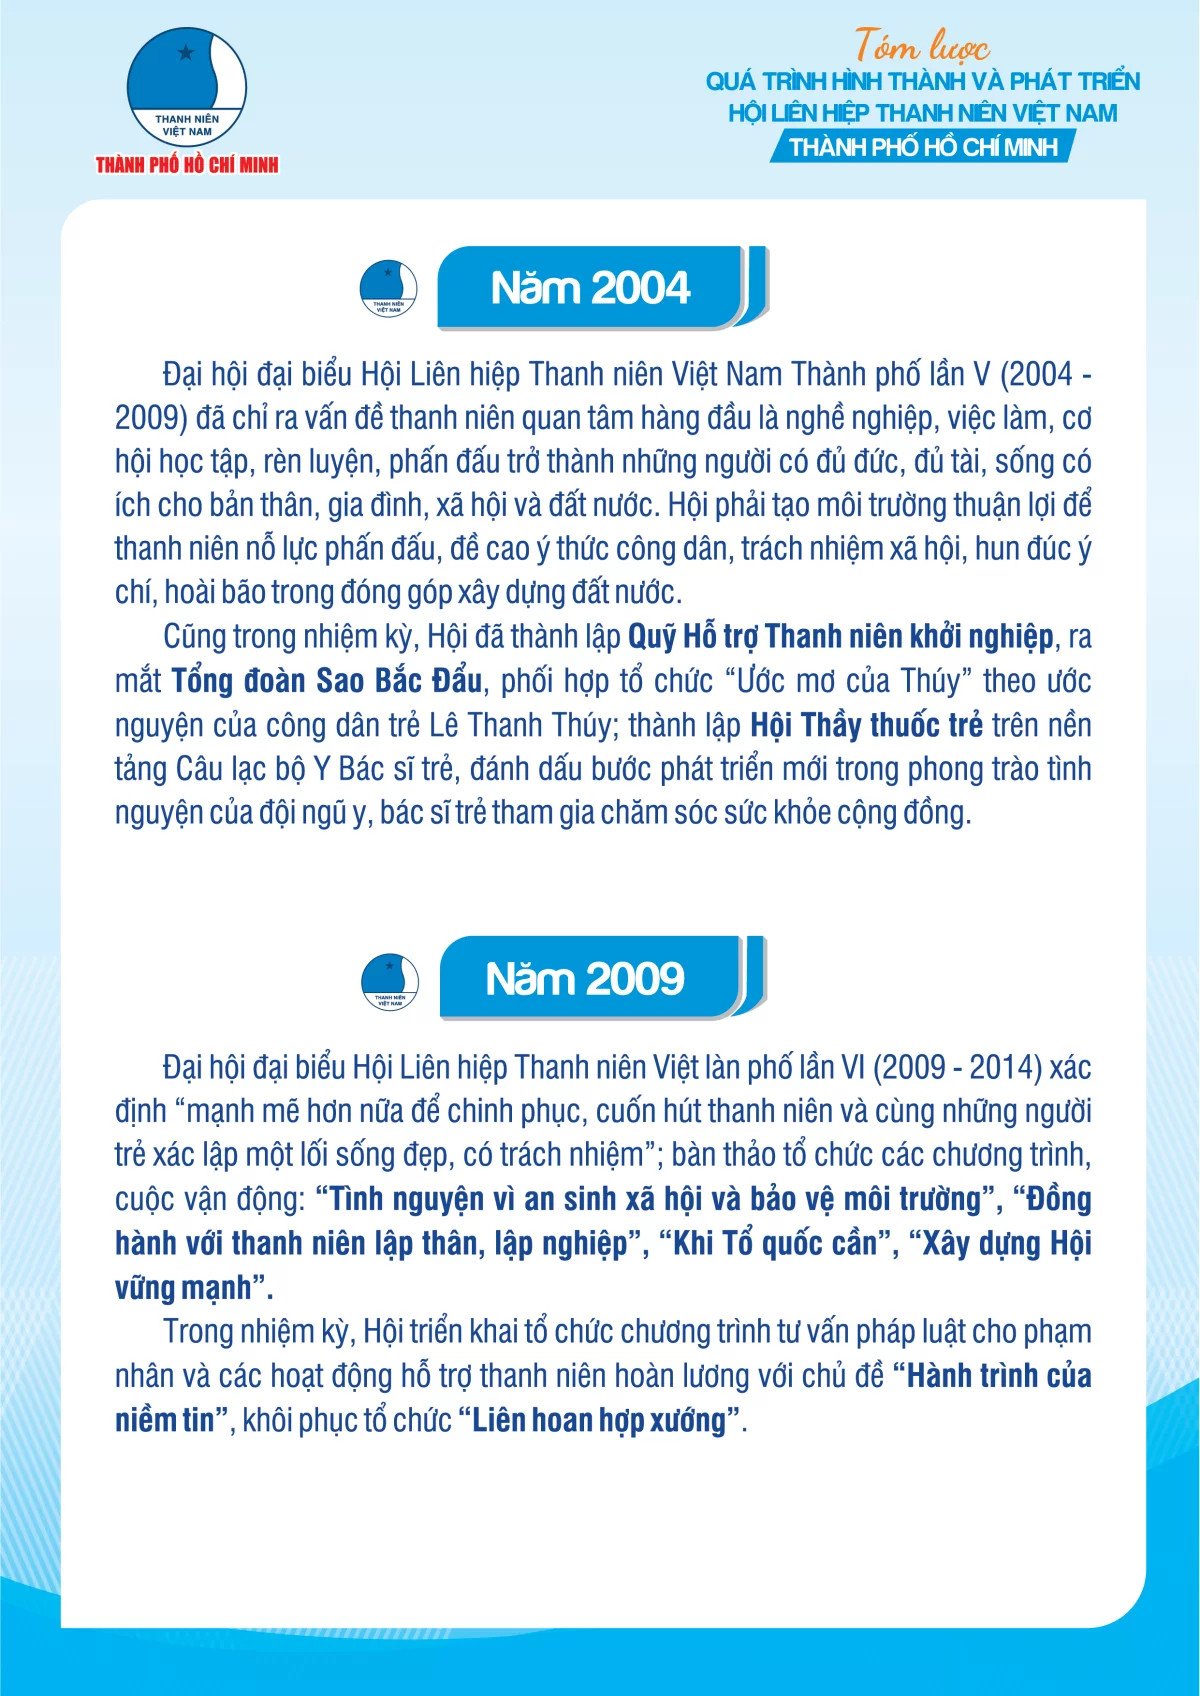 THANH NIÊN
VIỆT NAM
THÀNH PHỐ HỒ CHÍ MINH
Tóm lược
QUÁ TRÌNH HÌNH THÀNH VÀ PHÁT TRIỂN
HỘI LIÊN HIỆP THANH NIÊN VIỆT NAM
THÀNH PHỐ HỒ CHÍ MINH
THANH NIÊN
VIỆT NAM
Năm 2004
Đại hội đại biểu Hội Liên hiệp Thanh niên Việt Nam Thành phố lần V (2004 -
2009) đã chỉ ra vấn đề thanh niên quan tâm hàng đầu là nghề nghiệp, việc làm, cơ
hội học tập, rèn luyện, phấn đấu trở thành những người có đủ đức, đủ tài, sống có
ích cho bản thân, gia đình, xã hội và đất nước. Hội phải tạo môi trường thuận lợi để
thanh niên nỗ lực phấn đấu, đề cao ý thức công dân, trách nhiệm xã hội, hun đúc ý
chí, hoài bão trong đóng góp xây dựng đất nước.
Cũng trong nhiệm kỳ, Hội đã thành lập Quỹ Hỗ trợ Thanh niên khởi nghiệp, ra
mắt Tổng đoàn Sao Bắc Đẩu, phối hợp tổ chức “Ước mơ của Thúy” theo ước
nguyện của công dân trẻ Lê Thanh Thúy; thành lập Hội Thầy thuốc trẻ trên nền
tảng Câu lạc bộ Y Bác sĩ trẻ, đánh dấu bước phát triển mới trong phong trào tình
nguyện của đội ngũ y, bác sĩ trẻ tham gia chăm sóc sức khỏe cộng đồng.
THANH NIÊN
VIỆT NAM
Năm 2009
Đại hội đại biểu Hội Liên hiệp Thanh niên Việt làn phố lần VI (2009 - 2014) xác
định “mạnh mẽ hơn nữa để chinh phục, cuốn hút thanh niên và cùng những người
trẻ xác lập một lối sống đẹp, có trách nhiệm”; bàn thảo tổ chức các chương trình,
cuộc vận động: “Tình nguyện vì an sinh xã hội và bảo vệ môi trường”, “Đồng
hành với thanh niên lập thân, lập nghiệp”, “Khi Tổ quốc cần”, “Xây dựng Hội
vững mạnh”.
Trong nhiệm kỳ, Hội triển khai tổ chức chương trình tư vấn pháp luật cho phạm
nhân và các hoạt động hỗ trợ thanh niên hoàn lương với chủ đề “Hành trình của
niềm tin”, khôi phục tổ chức “Liên hoan hợp xướng”.